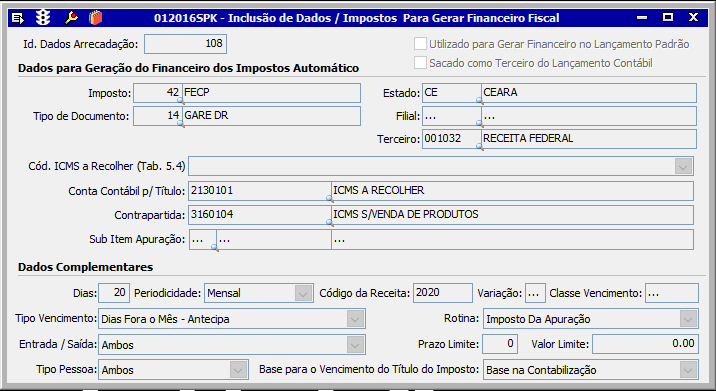 012016SPK - Inclusão de Dados / Impostos Para Gerar Financeiro Fiscal
Id. Dados Arrecadação: 108
Utilizado para Gerar Financeiro no Lançamento Padrão
Sacado como Terceiro do Lançamento Contábil
Dados para Geração do Financeiro dos Impostos Automático
Imposto: 42 FECP Estado: CE CEARA
Tipo de Documento: 14 GARE DR Filial: ... ...
Terceiro: 001032 RECEITA FEDERAL
Cód. ICMS a Recolher (Tab. 5.4)
Conta Contábil p/ Título: 2130101 ICMS A RECOLHER
Contrapartida: 3160104 ICMS S/VENDA DE PRODUTOS
Sub Item Apuração: ... ... ...
Dados Complementares
Dias: 20 Periodicidade: Mensal Código da Receita: 2020 Variação: ... Classe Vencimento: ...
Tipo Vencimento: Dias Fora o Mês - Antecipa Rotina: Imposto Da Apuração
Entrada / Saída: Ambos Prazo Limite: 0 Valor Limite: 0.00
Tipo Pessoa: Ambos Base para o Vencimento do Título do Imposto: Base na Contabilização